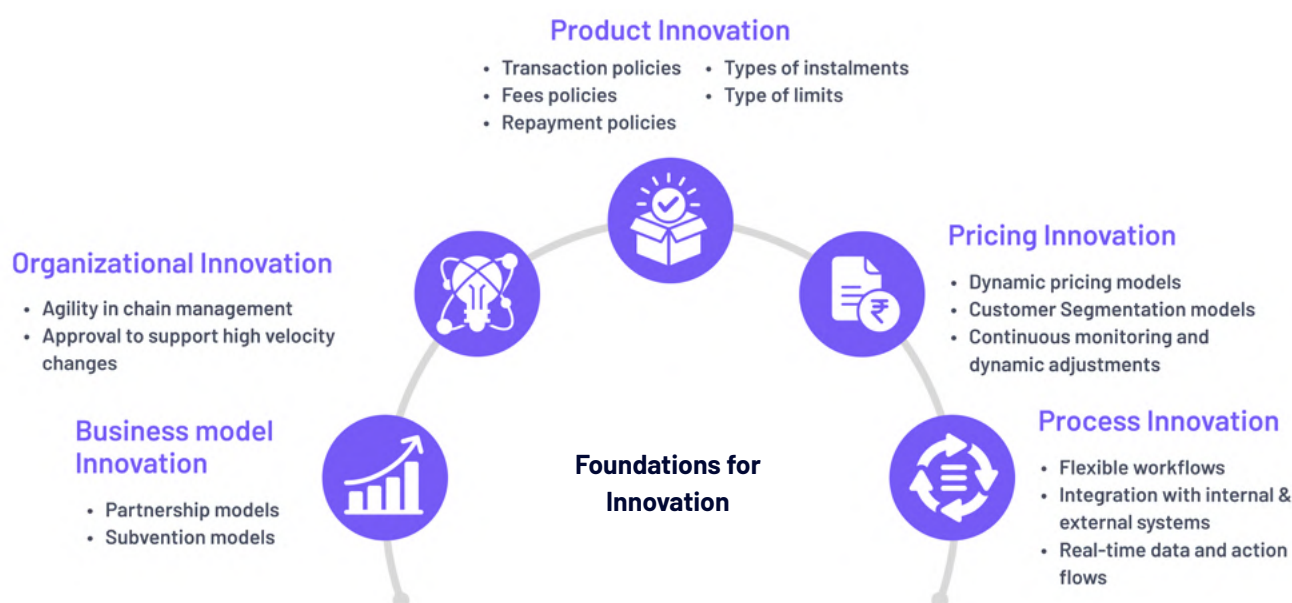 Product Innovation
• Transaction policies
• Fees policies
• Repayment policies
• Types of instalments
• Type of limits
Organizational Innovation
• Agility in chain management
• Approval to support high velocity
changes
Pricing Innovation
• Dynamic pricing models
• Customer Segmentation models
• Continuous monitoring and
dynamic adjustments
Business model
Innovation
• Partnership models
• Subvention models
Foundations for
Innovation
Process Innovation
• Flexible workflows
• Integration with internal &
external systems
• Real-time data and action
flows
₹